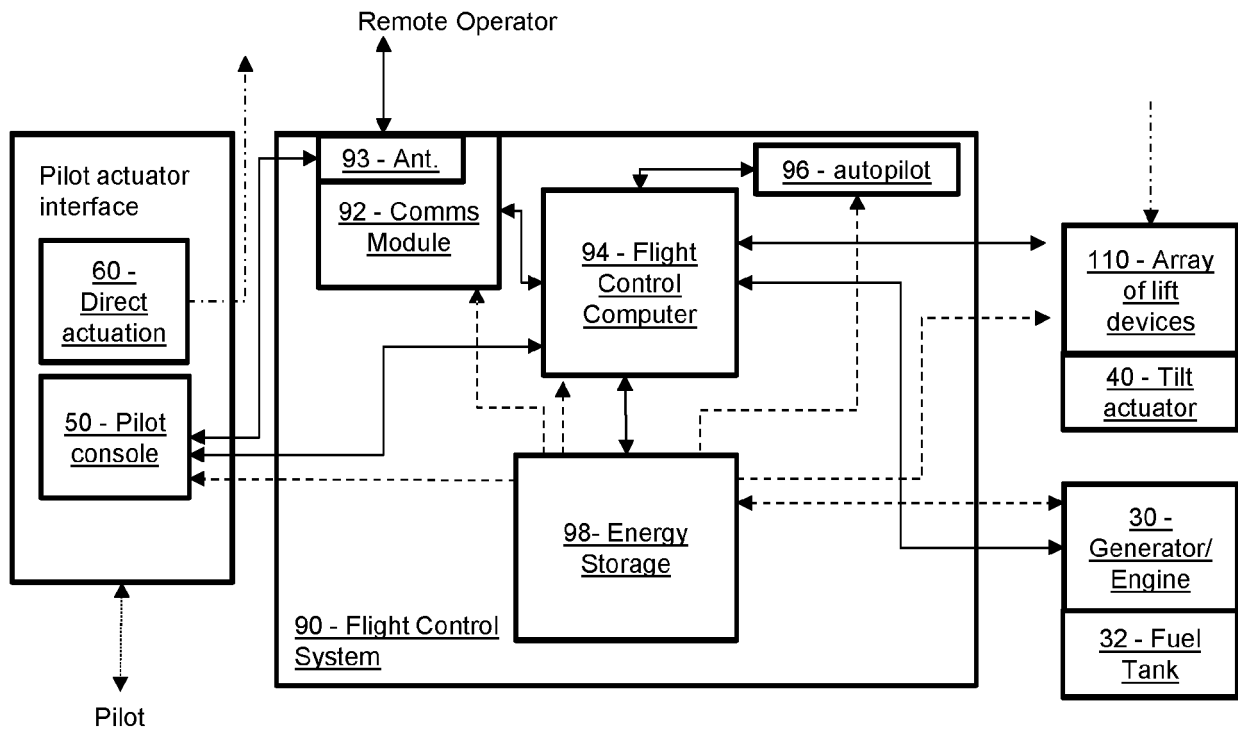 Remote Operator
Pilot actuator
interface
60 -
Direct
actuation
50 - Pilot
console
Pilot
93 - Ant.
92 - Comms
Module
94 - Flight
Control
Computer
96 - autopilot
98- Energy
Storage
90 - Flight Control
System
110 - Array
of lift
devices
40 - Tilt
actuator
30 -
Generator/
Engine
32 - Fuel
Tank